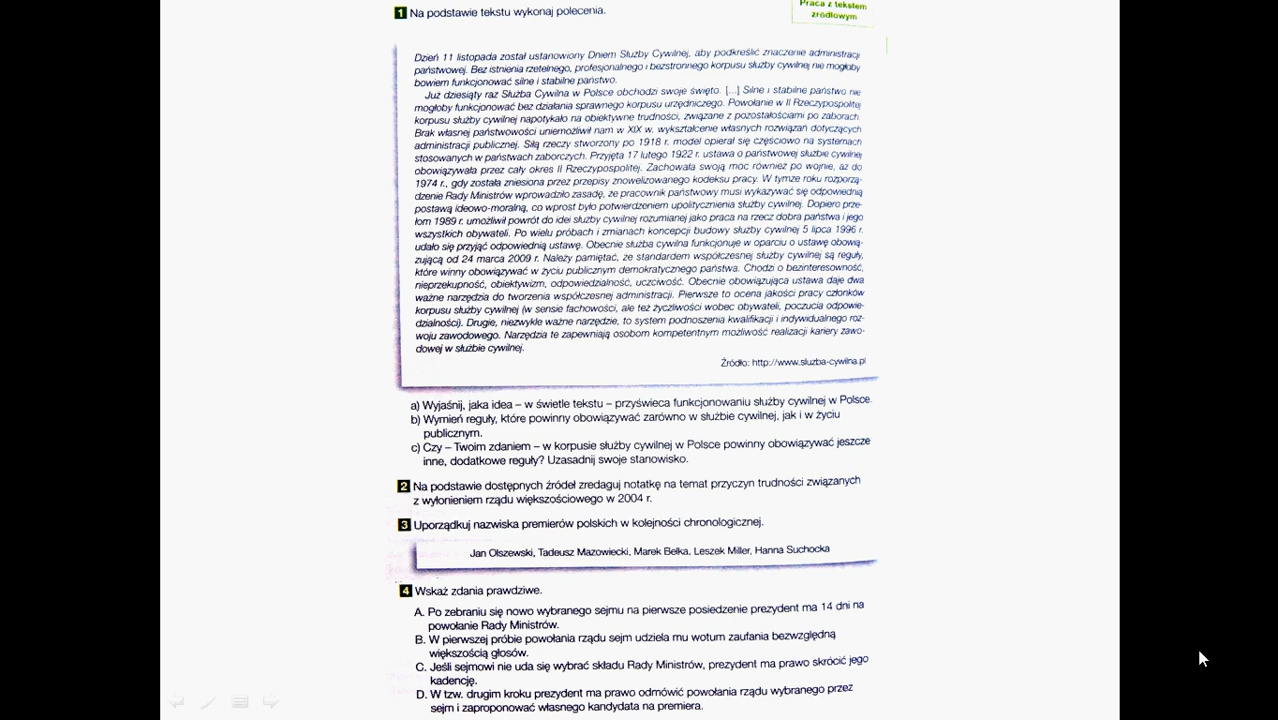 1 Na podstawie tekstu wykonaj polecenia.
Praca z tekstem
źródłowym
Dzień 11 listopada został ustanowiony Dniem Służby Cywilnej, aby podkreślić znaczenie administracji
państwowej. Bez istnienia rzetelnego, profesjonalnego i bezstronnego korpusu służby cywilnej nie mogłoby
bowiem funkcjonować silne i stabilne państwo.
Już dziesiąty raz Służba Cywilna w Polsce obchodzi swoje święto. [...] Silne i stabilne państwo nie
mogłoby funkcjonować bez działania sprawnego korpusu urzędniczego. Powołanie w II Rzeczypospolitej
korpusu służby cywilnej napotykało na obiektywne trudności, związane z pozostałościami po zaborach.
Brak własnej państwowości uniemożliwił nam w XIX w. wykształcenie własnych rozwiązań dotyczących
administracji publicznej. Siłą rzeczy stworzony po 1918 r. model opierał się częściowo na systemach
stosowanych w państwach zaborczych. Przyjęta 17 lutego 1922 r. ustawa o państwowej służbie cywilnej
obowiązywała przez cały okres II Rzeczypospolitej. Zachowała swoją moc również po wojnie, aż do
1974 r., gdy została zniesiona przez przepisy znowelizowanego kodeksu pracy. W tymże roku rozporzą-
dzenie Rady Ministrów wprowadziło zasadę, że pracownik państwowy musi wykazywać się odpowiednią
postawą ideowo-moralną, co wprost było potwierdzeniem upolitycznienia służby cywilnej. Dopiero prze-
łom 1989 r. umożliwił powrót do idei służby cywilnej rozumianej jako praca na rzecz dobra państwa i jego
wszystkich obywateli. Po wielu próbach i zmianach koncepcji budowy służby cywilnej 5 lipca 1996 r.
udało się przyjąć odpowiednią ustawę. Obecnie służba cywilna funkcjonuje w oparciu o ustawę obowią-
zującą od 24 marca 2009 r. Należy pamiętać, że standardem współczesnej służby cywilnej są reguły,
które winny obowiązywać w życiu publicznym demokratycznego państwa. Chodzi o bezinteresowność,
nieprzekupność, obiektywizm, odpowiedzialność, uczciwość. Obecnie obowiązująca ustawa daje dwa
ważne narzędzia do tworzenia współczesnej administracji. Pierwsze to ocena jakości pracy członków
korpusu służby cywilnej (w sensie fachowości, ale też życzliwości wobec obywateli, poczucia odpowie-
dzialności). Drugie, niezwykle ważne narzędzie, to system podnoszenia kwalifikacji i indywidualnego roz-
woju zawodowego. Narzędzia te zapewniają osobom kompetentnym możliwość realizacji kariery zawo-
dowej w służbie cywilnej.
Źródło: http://www.sluzba-cywilna.pl
a) Wyjaśnij, jaka idea – w świetle tekstu – przyświeca funkcjonowaniu służby cywilnej w Polsce.
b) Wymień reguły, które powinny obowiązywać zarówno w służbie cywilnej, jak i w życiu
publicznym.
c) Czy – Twoim zdaniem – w korpusie służby cywilnej w Polsce powinny obowiązywać jeszcze
inne, dodatkowe reguły? Uzasadnij swoje stanowisko.
2 Na podstawie dostępnych źródeł zredaguj notatkę na temat przyczyn trudności związanych
z wyłonieniem rządu większościowego w 2004 r.
3 Uporządkuj nazwiska premierów polskich w kolejności chronologicznej.
Jan Olszewski, Tadeusz Mazowiecki, Marek Belka, Leszek Miller, Hanna Suchocka
4 Wskaż zdania prawdziwe.
A. Po zebraniu się nowo wybranego sejmu na pierwsze posiedzenie prezydent ma 14 dni na
powołanie Rady Ministrów.
B. W pierwszej próbie powołania rządu sejm udziela mu wotum zaufania bezwzględną
większością głosów.
C. Jeśli sejmowi nie uda się wybrać składu Rady Ministrów, prezydent ma prawo skrócić jego
kadencję.
D. W tzw. drugim kroku prezydent ma prawo odmówić powołania rządu wybranego przez
sejm i zaproponować własnego kandydata na premiera.